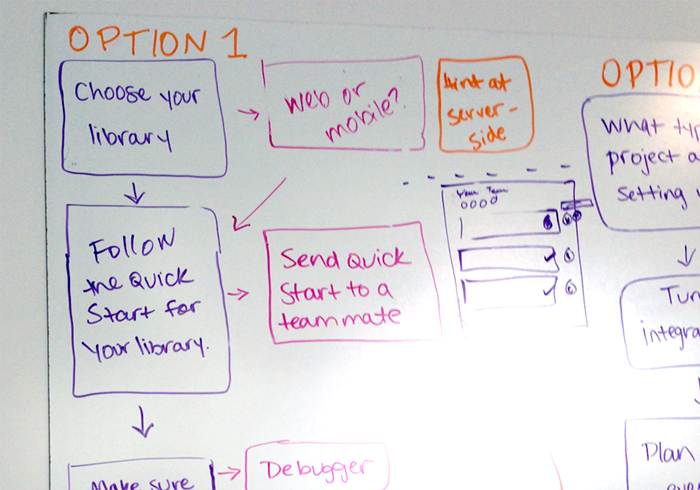 OPTION 1
Choose your
library
Web or
mobile?
hint at
server-
side
Follow
the Quick
Start for
your library.
Send Quick
Start to a
teammate
Your Team
Make sure
Debugger
OPTIO
What typ
project a
setting
Tur
integra
Plan